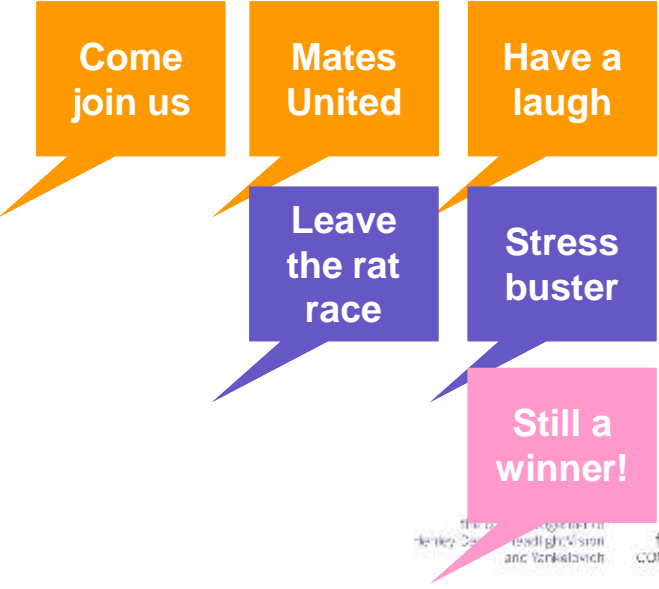 Come
join us
Mates
United
Have a
laugh
Leave
the rat
race
Stress
buster
Still a
winner!
and Yankelovich